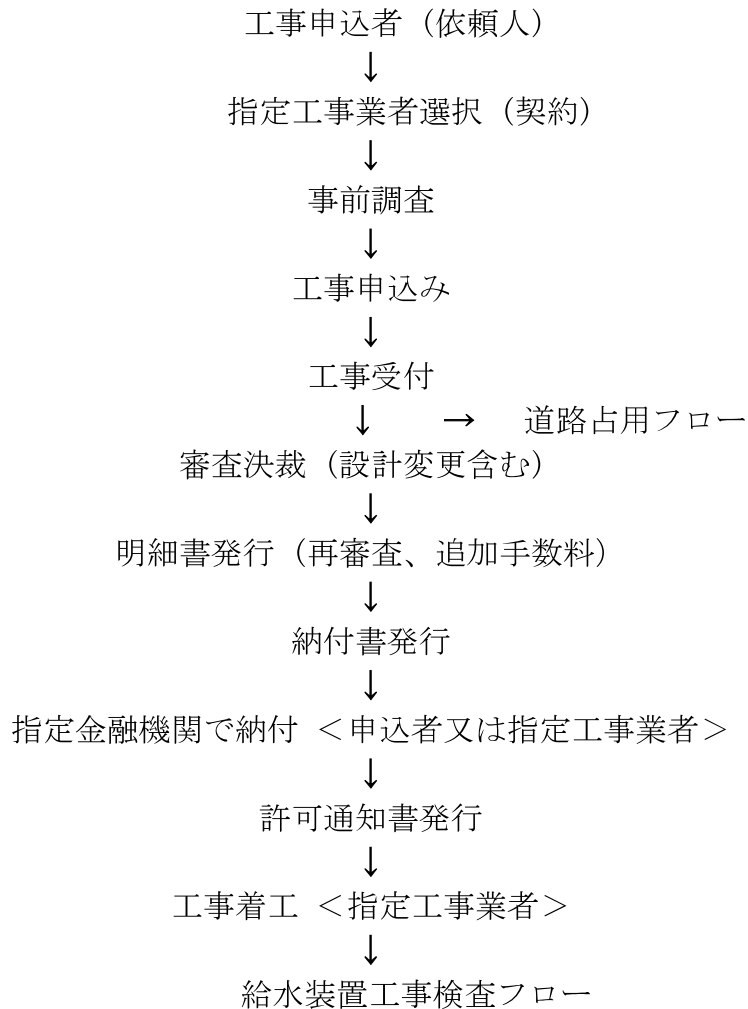 工事申込者（依頼人）
↓
指定工事業者選択（契約）
↓
事前調査
↓
工事申込み
↓
工事受付
↓ → 道路占用フロー
審査決裁（設計変更含む）
↓
明細書発行（再審査、追加手数料）
↓
納付書発行
↓
指定金融機関で納付 ＜申込者又は指定工事業者＞
↓
許可通知書発行
↓
工事着工 ＜指定工事業者＞
↓
給水装置工事検査フロー